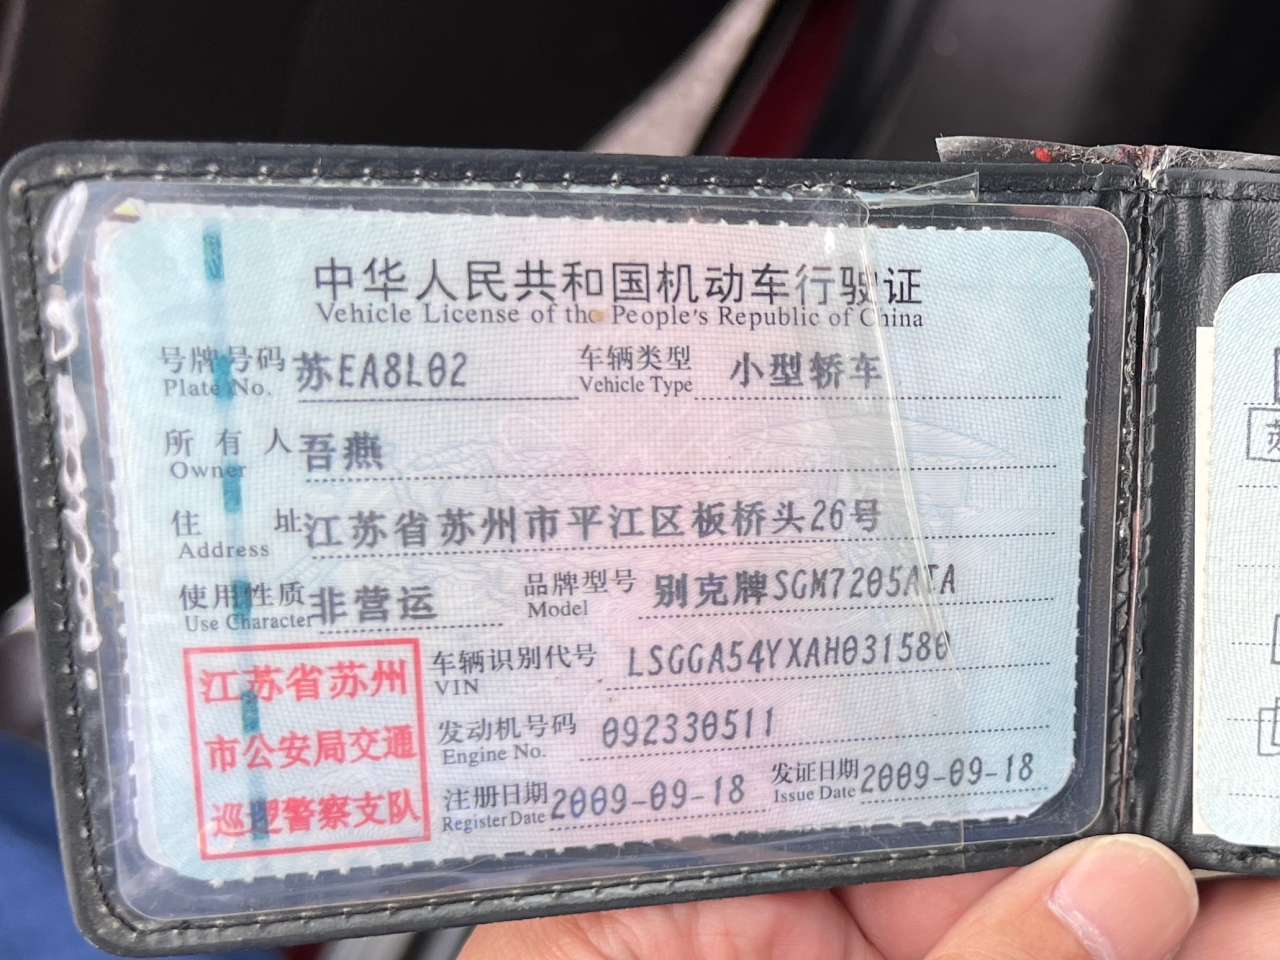 中华人民共和国机动车行驶证
Vehicle License of the People's Republic of China
号牌号码 苏EA8L02 车辆类型 小型轿车
Plate No. Vehicle Type
所有人 吾燕
Owner
住址 江苏省苏州市平江区板桥头26号
Address
使用性质 非营运 品牌型号 别克牌SGM7205ATA
Use Character Model
江苏省苏州
市公安局交通
巡逻警察支队
车辆识别代号 LSGGA54YXAH031580
VIN
发动机号码 092330511
Engine No.
注册日期 2009-09-18 发证日期 2009-09-18
Register Date Issue Date